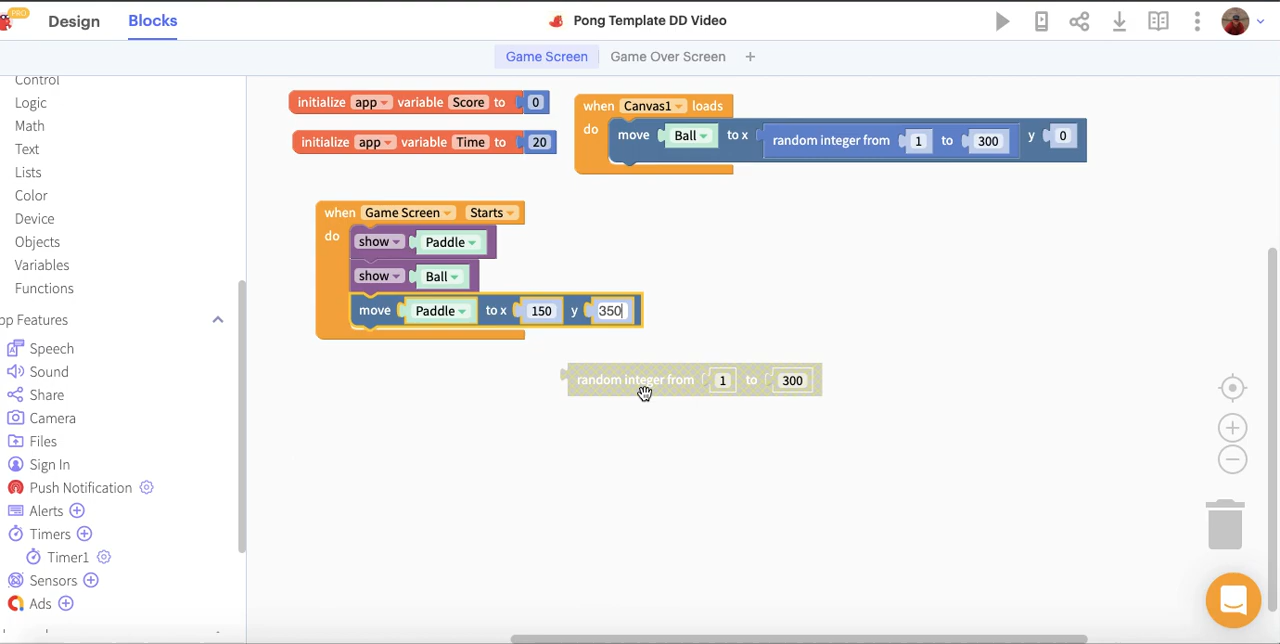 PRO
Design
Blocks
Pong Template DD Video
Game Screen
Game Over Screen
Control
Logic
Math
Text
Lists
Color
Device
Objects
Variables
Functions
pp Features
Speech
Sound
Share
Camera
Files
Sign In
Push Notification
Alerts
Timers
Timer1
Sensors
Ads
initialize app variable Score to 0
initialize app variable Time to 20
when Canvas1 loads
do move Ball to x random integer from 1 to 300 y 0
when Game Screen Starts
do show Paddle
show Ball
move Paddle to x 150 y 350
random integer from 1 to 300